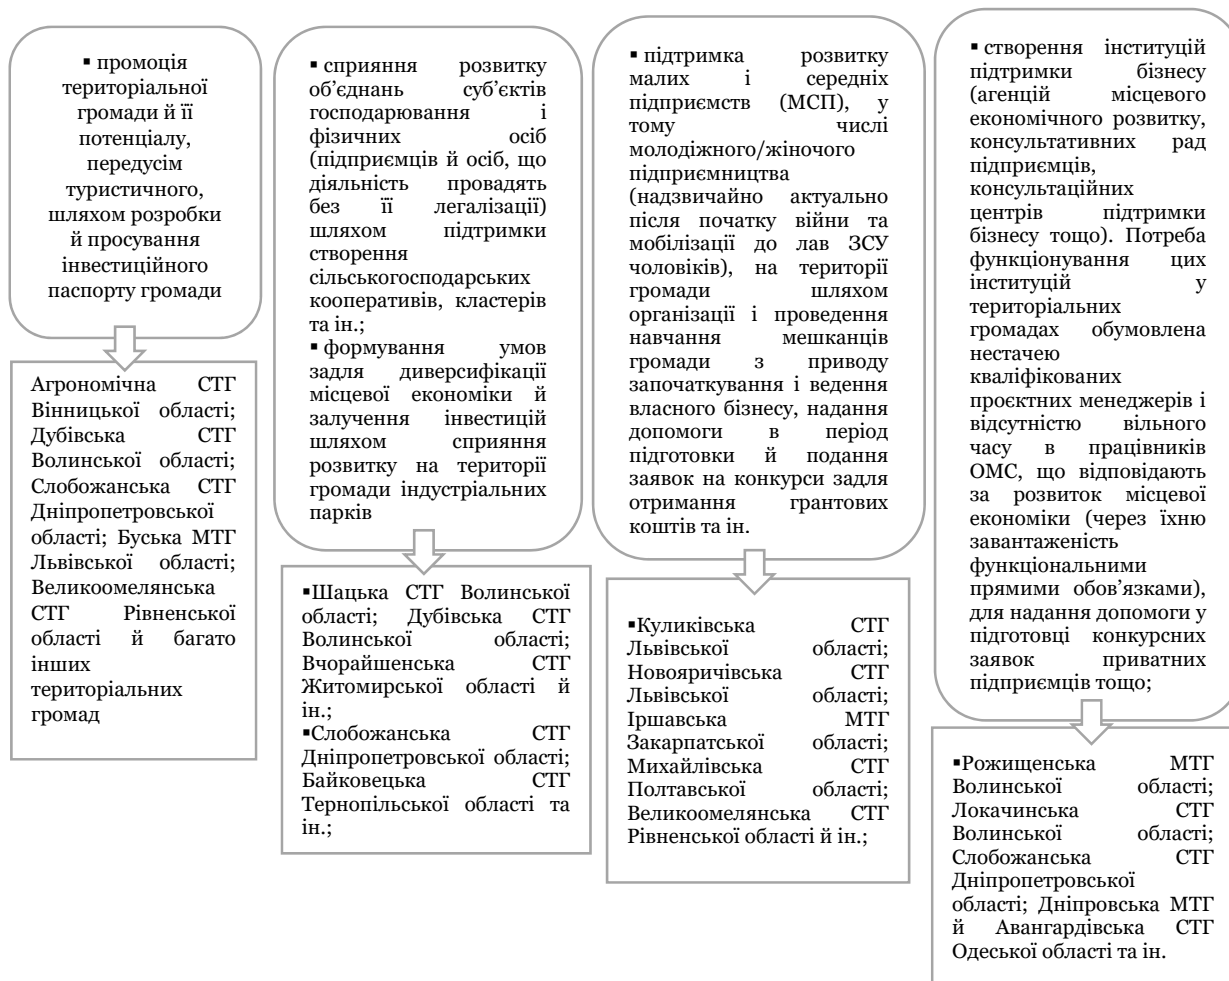 ▪ промоція
територіальної
громади й її
потенціалу,
передусім
туристичного,
шляхом розробки
й просування
інвестиційного
паспорту громади
Агрономічна СТГ
Вінницької області;
Дубівська СТГ
Волинської області;
Слобожанська СТГ
Дніпропетровської
області; Буська МТГ
Львівської області;
Великоомелянська
СТГ Рівненської
області й багато
інших
територіальних
громад
▪ сприяння розвитку
об’єднань суб’єктів
господарювання і
фізичних осіб
(підприємців й осіб, що
діяльність провадять
без її легалізації)
шляхом підтримки
створення
сільськогосподарських
кооперативів, кластерів
та ін.;
▪ формування умов
задля диверсифікації
місцевої економіки й
залучення інвестицій
шляхом сприяння
розвитку на території
громади індустріальних
парків
▪Шацька СТГ Волинської
області; Дубівська СТГ
Волинської області;
Вчорайшенська СТГ
Житомирської області й
ін.;
▪Слобожанська СТГ
Дніпропетровської області;
Байковецька СТГ
Тернопільської області та
ін.;
▪ підтримка розвитку
малих і середніх
підприємств (МСП), у
тому числі
молодіжного/жіночого
підприємництва
(надзвичайно актуально
після початку війни та
мобілізації до лав ЗСУ
чоловіків), на території
громади шляхом
організації і проведення
навчання мешканців
громади з приводу
започаткування і ведення
власного бізнесу, надання
допомоги в період
підготовки й подання
заявок на конкурси задля
отримання грантових
коштів та ін.
▪Куликівська СТГ
Львівської області;
Новояричівська СТГ
Львівської області;
Іршавська МТГ
Закарпатської області;
Михайлівська СТГ
Полтавської області;
Великоомелянська СТГ
Рівненської області й ін.;
▪ створення інституцій
підтримки бізнесу
(агенцій місцевого
економічного розвитку,
консультативних рад
підприємців,
консультаційних
центрів підтримки
бізнесу тощо). Потреба
функціонування цих
інституцій у
територіальних
громадах обумовлена
нестачею
кваліфікованих
проєктних менеджерів і
відсутністю вільного
часу в працівників
ОМС, що відповідають
за розвиток місцевої
економіки (через їхню
завантаженість
функціональними
прямими обов’язками),
для надання допомоги у
підготовці конкурсних
заявок приватних
підприємців тощо;
▪Рожищенська МТГ
Волинської області;
Локачинська СТГ
Волинської області;
Слобожанська СТГ
Дніпропетровської
області; Дніпровська МТГ
й Авангардівська СТГ
Одеської області та ін.